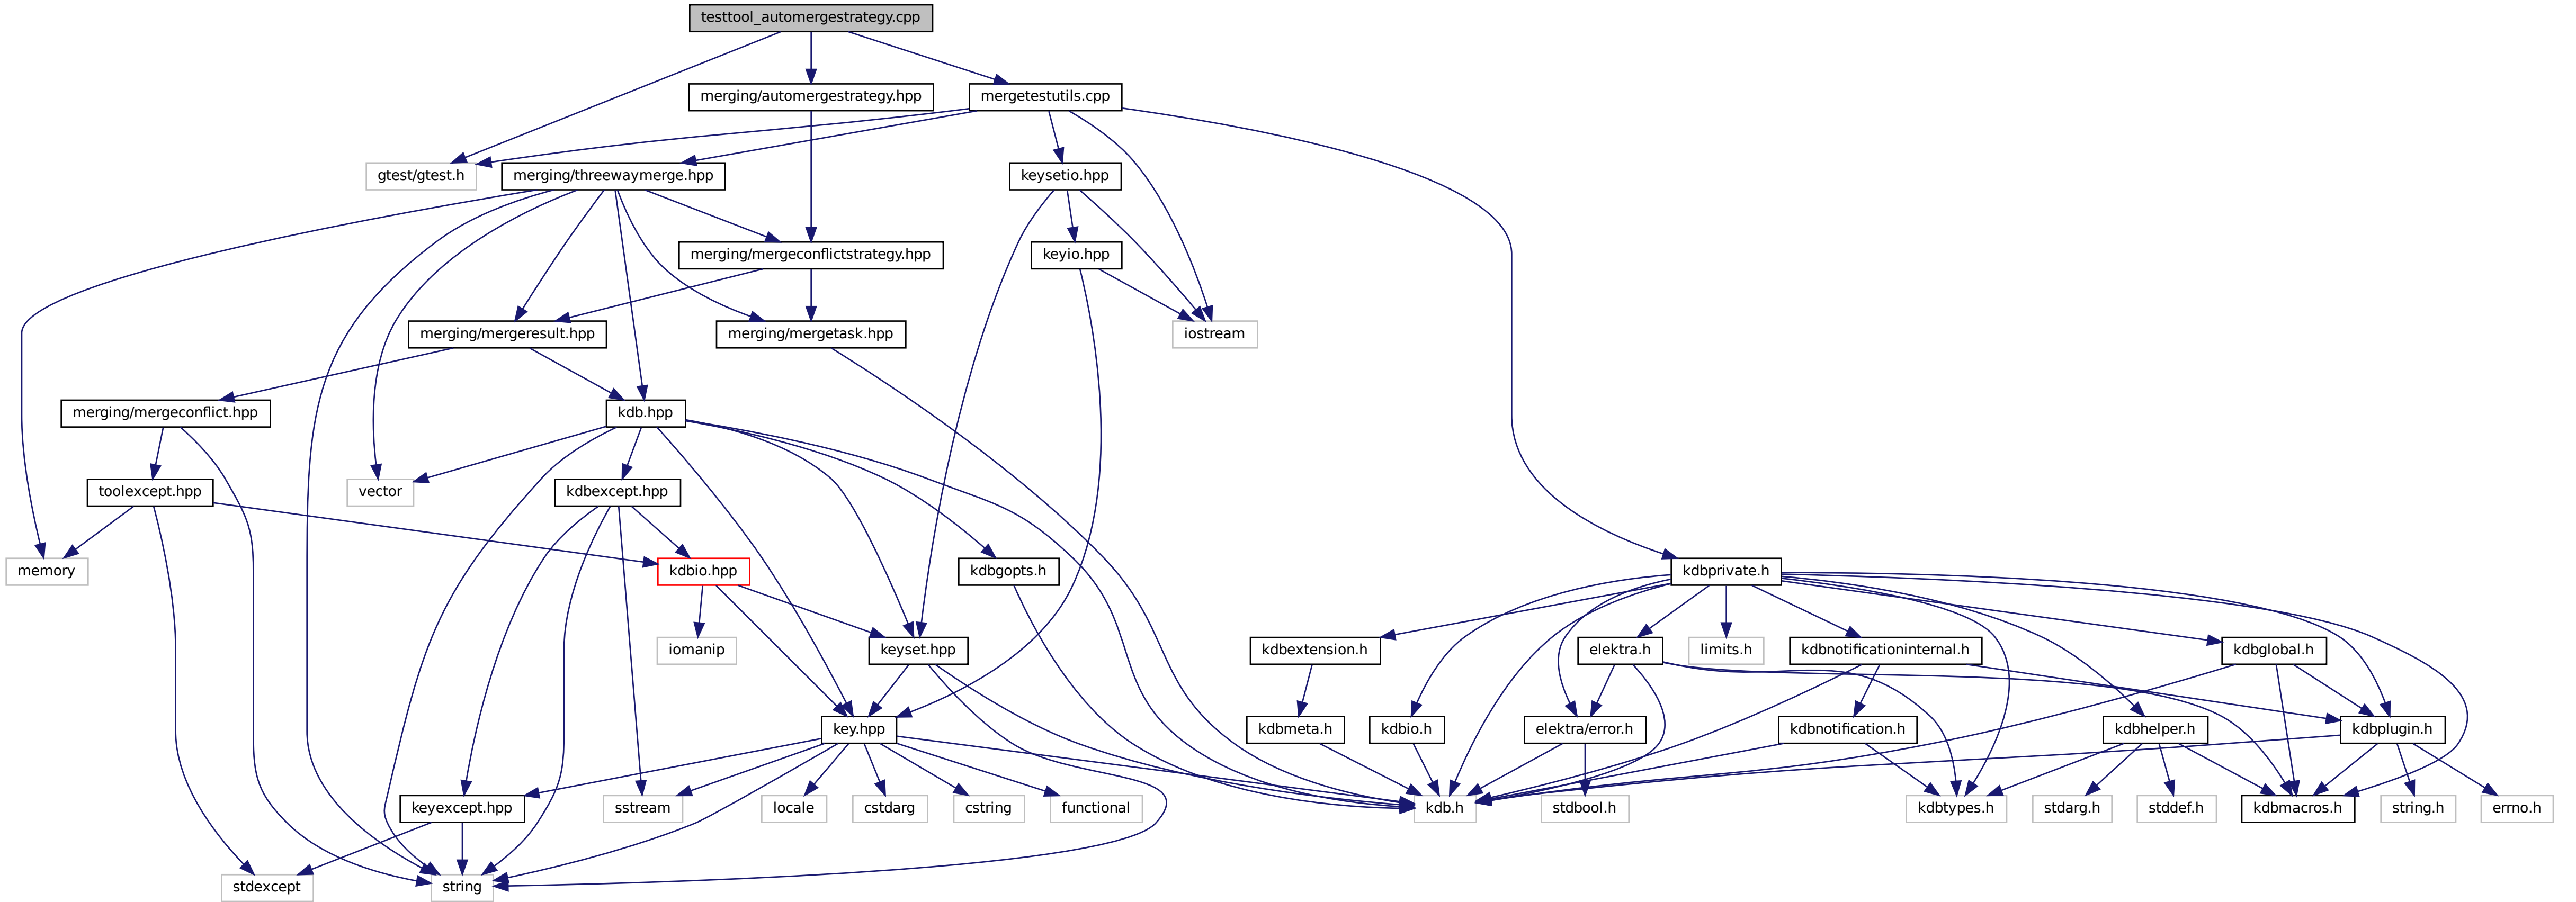 testtool_automergestrategy.cpp
merging/automergestrategy.hpp
mergetestutils.cpp
gtest/gtest.h
merging/threewaymerge.hpp
keysetio.hpp
merging/mergeconflictstrategy.hpp
keyio.hpp
merging/mergeresult.hpp
merging/mergetask.hpp
iostream
merging/mergeconflict.hpp
kdb.hpp
toolexcept.hpp
vector
kdbexcept.hpp
memory
kdbio.hpp
kdbgopts.h
kdbprivate.h
iomanip
keyset.hpp
kdbextension.h
elektra.h
limits.h
kdbnotificationinternal.h
kdbglobal.h
key.hpp
kdbmeta.h
kdbio.h
elektra/error.h
kdbnotification.h
kdbhelper.h
kdbplugin.h
keyexcept.hpp
sstream
locale
cstdarg
cstring
functional
kdb.h
stdbool.h
kdbtypes.h
stdarg.h
stddef.h
kdbmacros.h
string.h
errno.h
stdexcept
string